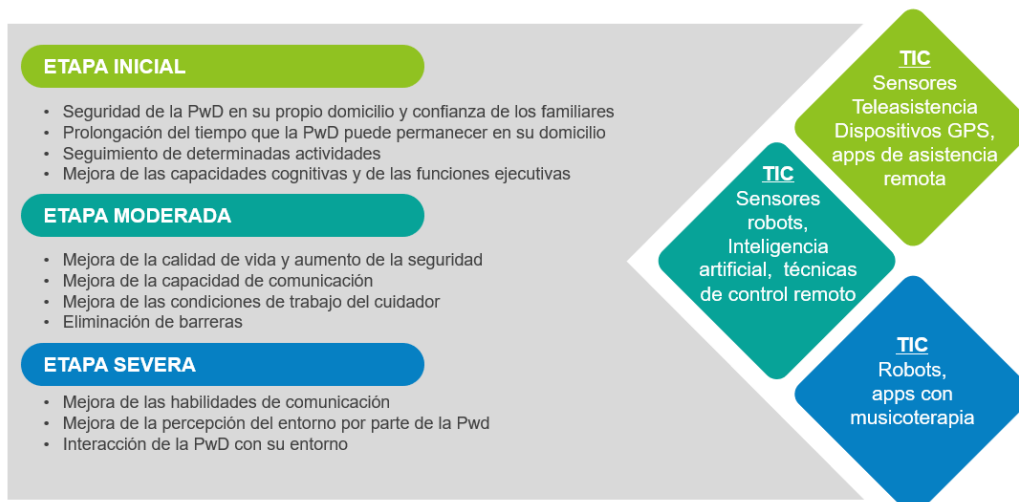 ETAPA INICIAL
• Seguridad de la PwD en su propio domicilio y confianza de los familiares
• Prolongación del tiempo que la PwD puede permanecer en su domicilio
• Seguimiento de determinadas actividades
• Mejora de las capacidades cognitivas y de las funciones ejecutivas
ETAPA MODERADA
• Mejora de la calidad de vida y aumento de la seguridad
• Mejora de la capacidad de comunicación
• Mejora de las condiciones de trabajo del cuidador
• Eliminación de barreras
ETAPA SEVERA
• Mejora de las habilidades de comunicación
• Mejora de la percepción del entorno por parte de la Pwd
• Interacción de la PwD con su entorno
TIC
Sensores
Teleasistencia
Dispositivos GPS,
apps de asistencia
remota
TIC
Sensores
robots,
Inteligencia
artificial, técnicas
de control remoto
TIC
Robots,
apps con
musicoterapia